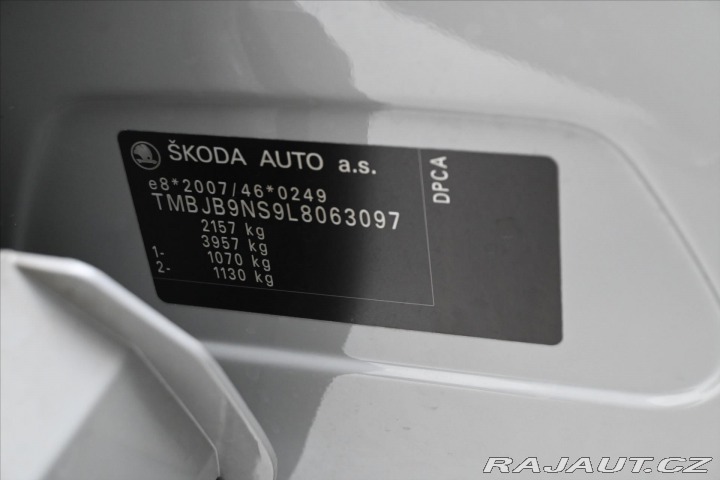 ŠKODA AUTO a.s.
e8*2007/46*0249
TMBJB9NS9L8063097
2157 kg
3957 kg
1- 1070 kg
2- 1130 kg
DPCA
RAJAUT.CZ